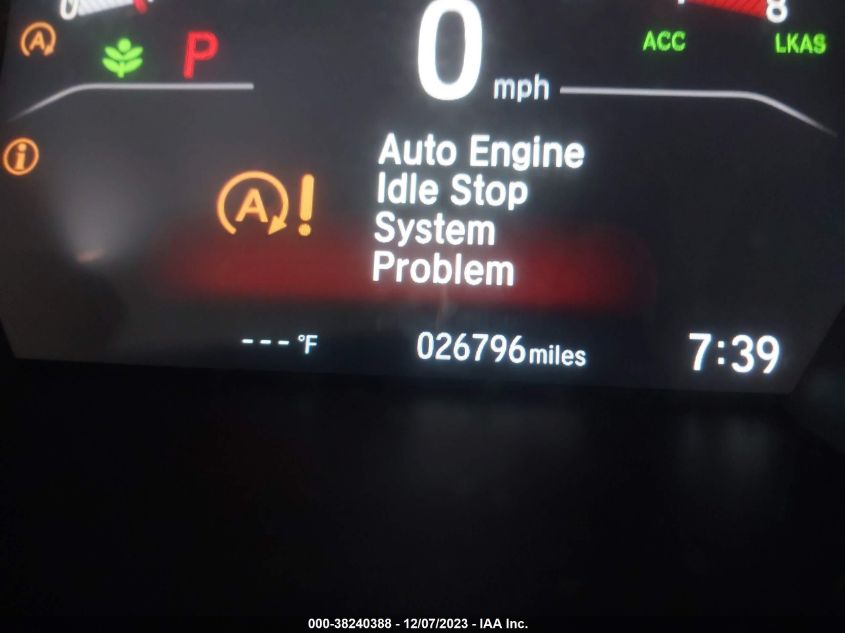 0 8
A P 0 mph ACC LKAS
i
A! Auto Engine
Idle Stop
System
Problem
---°F 026796 miles 7:39
000-38240388 - 12/07/2023 - IAA Inc.